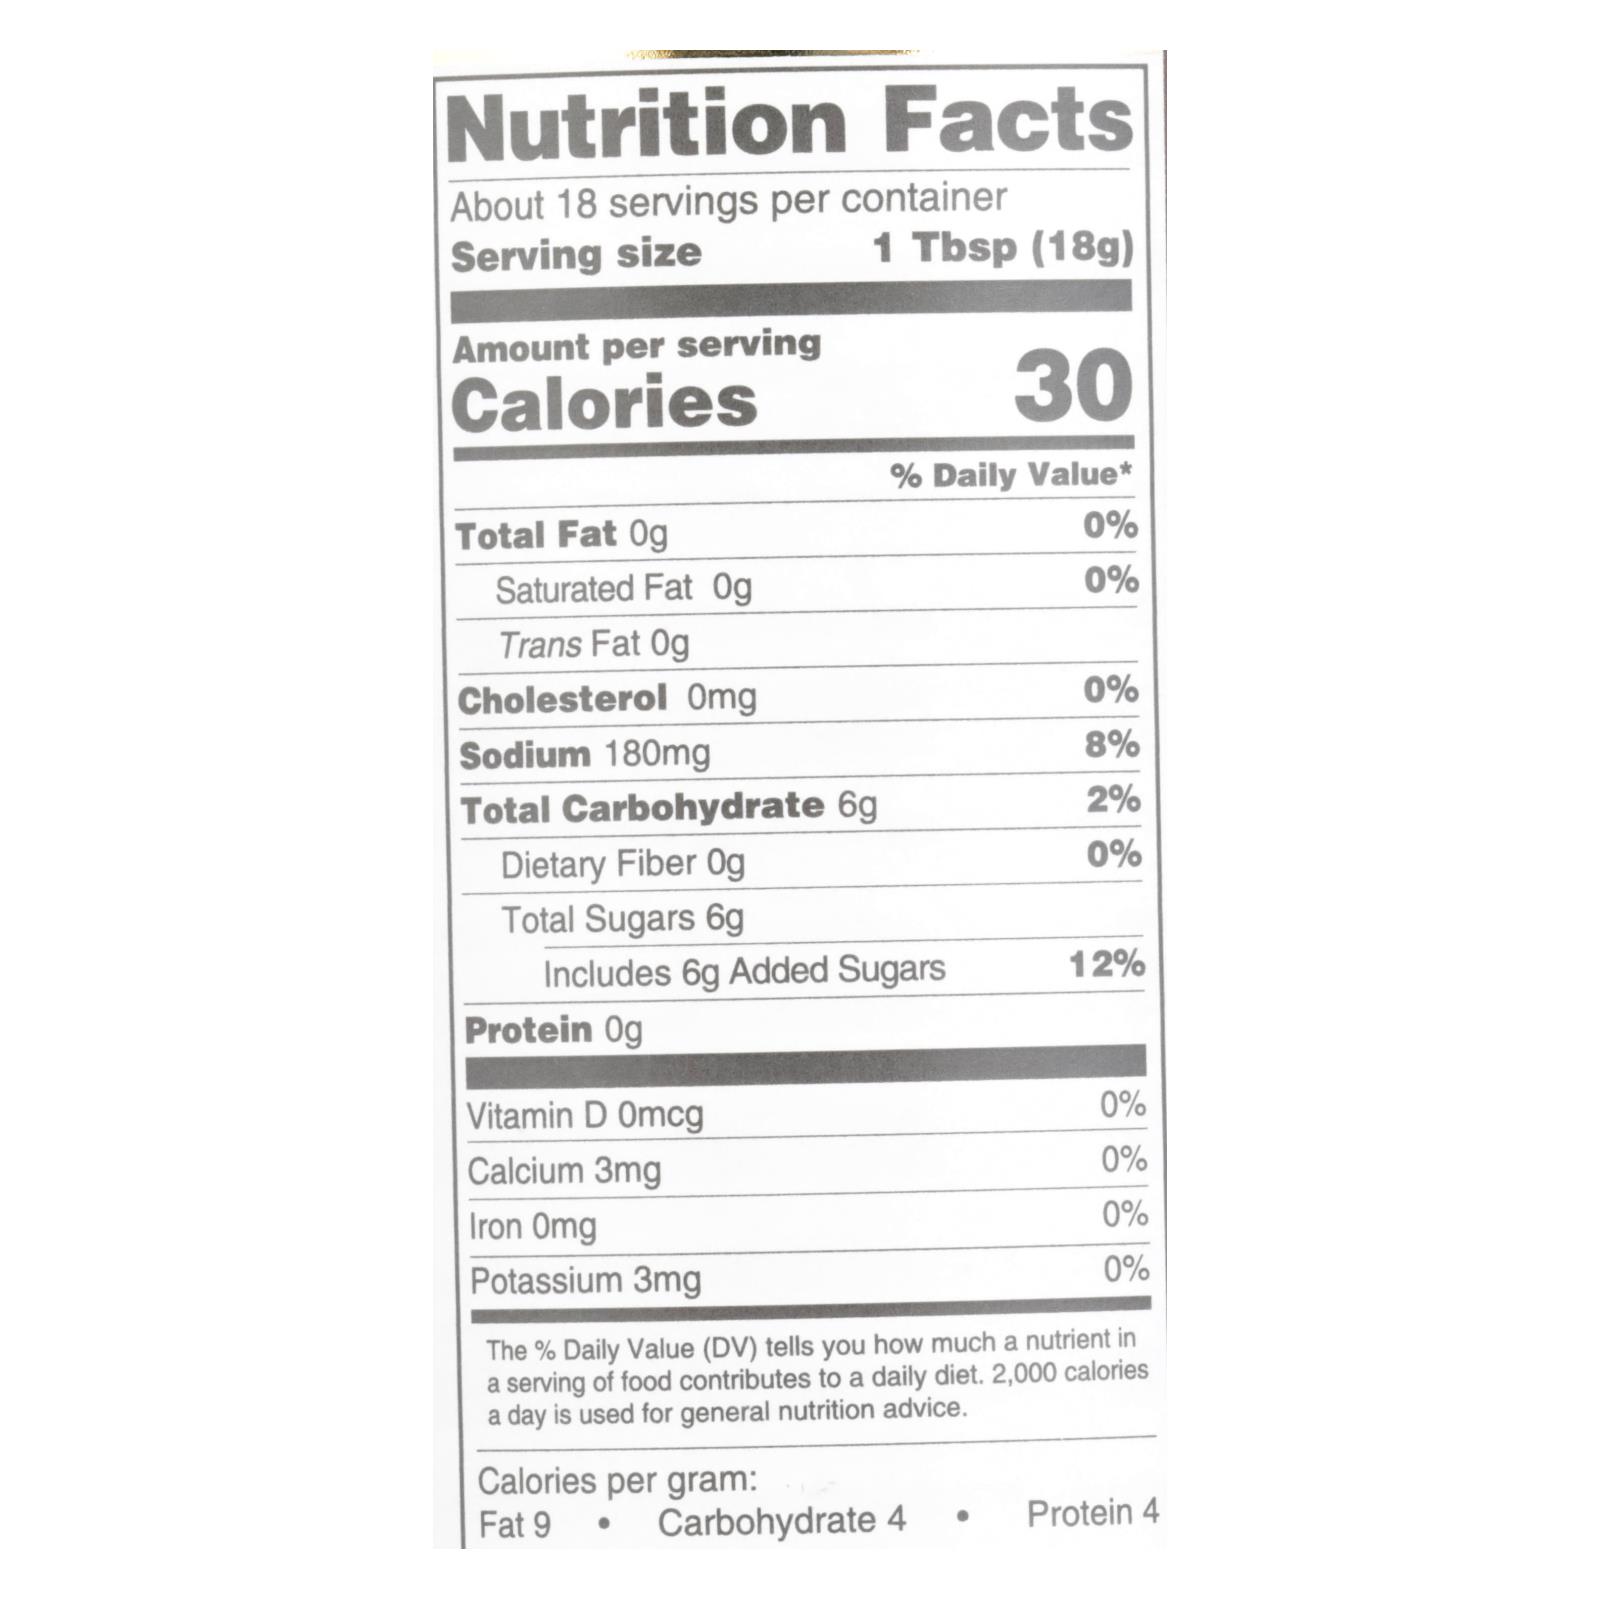 Nutrition Facts
About 18 servings per container
Serving size 1 Tbsp (18g)
Amount per serving
Calories 30
% Daily Value*
Total Fat 0g 0%
Saturated Fat 0g 0%
Trans Fat 0g
Cholesterol 0mg 0%
Sodium 180mg 8%
Total Carbohydrate 6g 2%
Dietary Fiber 0g 0%
Total Sugars 6g
Includes 6g Added Sugars 12%
Protein 0g
Vitamin D 0mcg 0%
Calcium 3mg 0%
Iron 0mg 0%
Potassium 3mg 0%
The % Daily Value (DV) tells you how much a nutrient in
a serving of food contributes to a daily diet. 2,000 calories
a day is used for general nutrition advice.
Calories per gram:
Fat 9 • Carbohydrate 4 • Protein 4